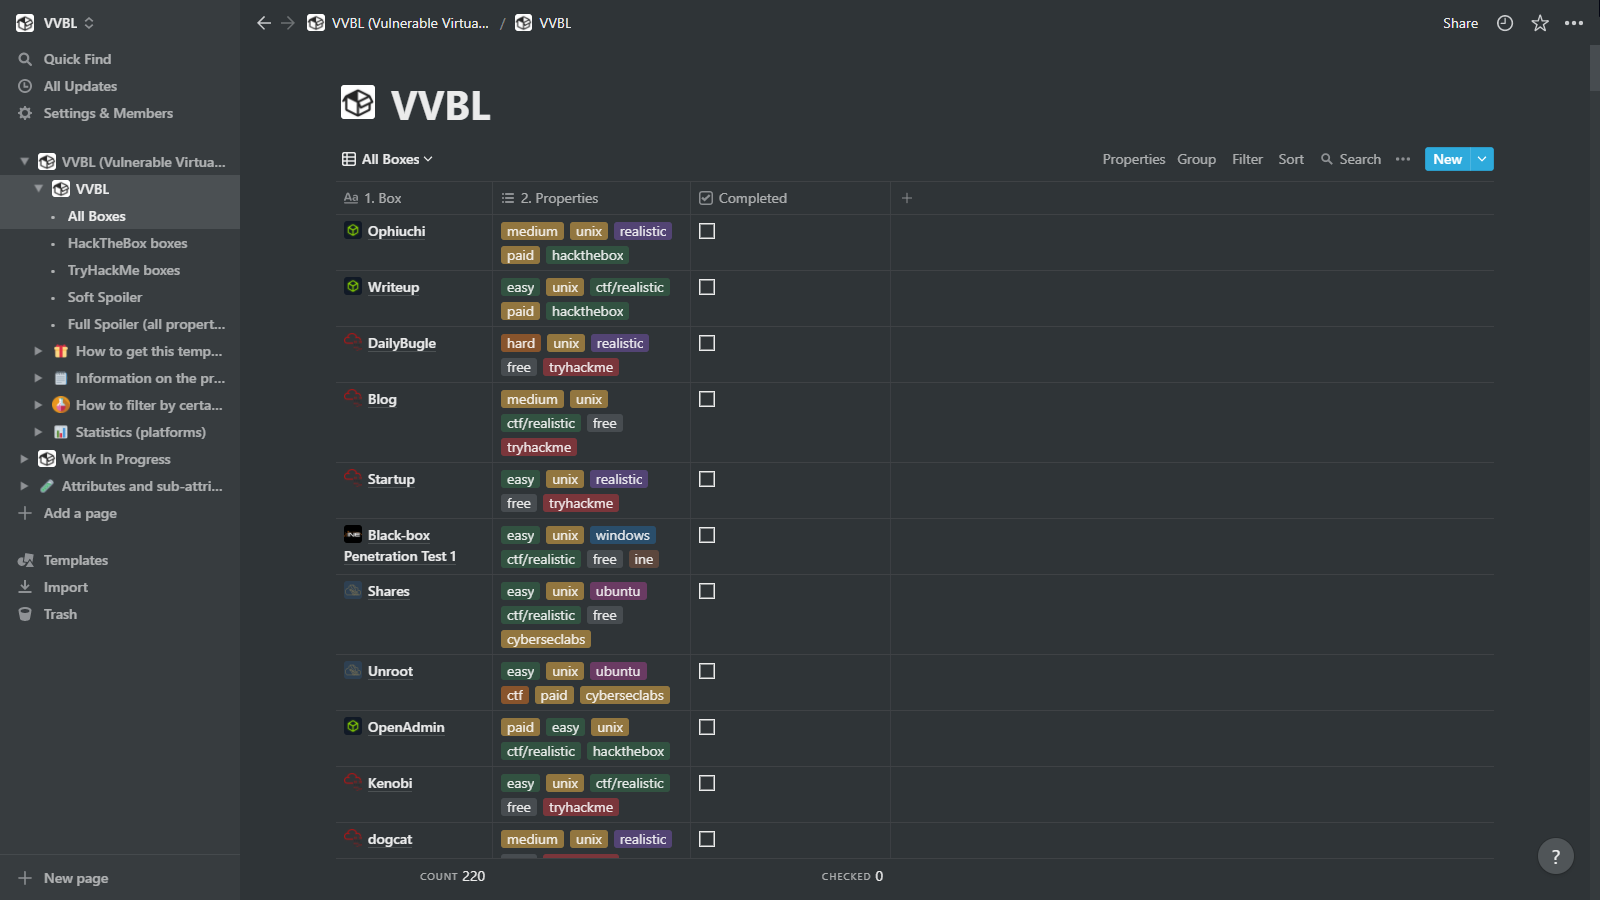 VVBL
Quick Find
All Updates
Settings & Members
VVBL (Vulnerable Virtua...
VVBL
All Boxes
HackTheBox boxes
TryHackMe boxes
Soft Spoiler
Full Spoiler (all propert...
How to get this temp...
Information on the pr...
How to filter by certa...
Statistics (platforms)
Work In Progress
Attributes and sub-attri...
Add a page
Templates
Import
Trash
New page
VVBL (Vulnerable Virtua... / VVBL
Share
VVBL
All Boxes
Properties Group Filter Sort Search New
Aa 1. Box 2. Properties Completed
Ophiuchi medium unix realistic
paid hackthebox
Writeup easy unix ctf/realistic
paid hackthebox
DailyBugle hard unix realistic
free tryhackme
Blog medium unix
ctf/realistic free
tryhackme
Startup easy unix realistic
free tryhackme
INE Black-box easy unix windows
Penetration Test 1 ctf/realistic free ine
Shares easy unix ubuntu
ctf/realistic free
cyberseclabs
Unroot easy unix ubuntu
ctf paid cyberseclabs
OpenAdmin paid easy unix
ctf/realistic hackthebox
Kenobi easy unix ctf/realistic
free tryhackme
dogcat medium unix realistic
COUNT 220 CHECKED 0
?